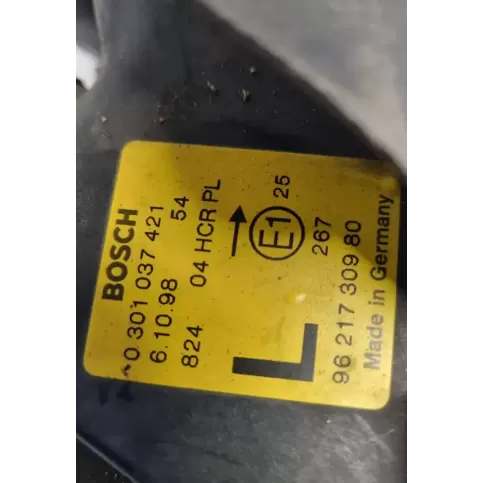 BOSCH
0 301 037 421
6.10.98 54
824 04 HCR PL
→ E1 25
L 267
96 217 309 80
Made in Germany